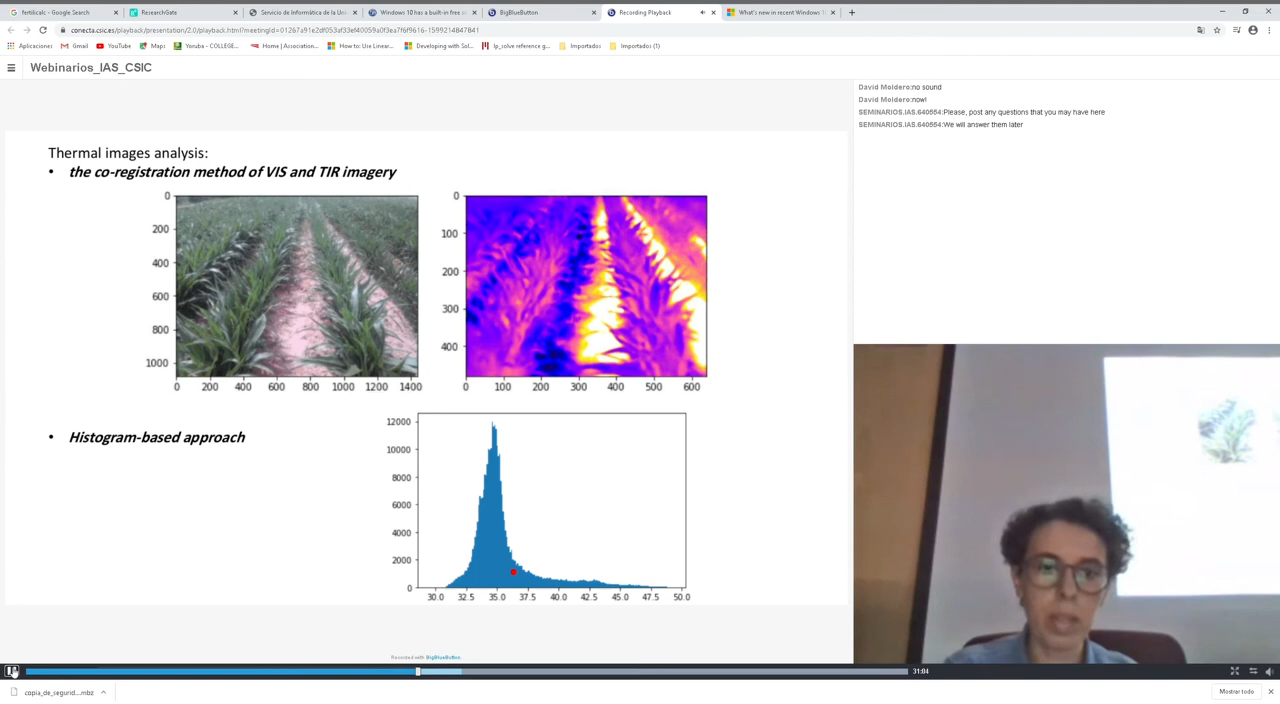 fertilicalc - Google Search
ResearchGate
Servicio de Informática de la Uni
Windows 10 has a built-in free s
BigBlueButton
Recording Playback
What's new in recent Windows 1
conecta.csic.es/playback/presentation/2.0/playback.html?meetingId=01267a91e2df053af33ef40059a0f3ea7f6f9616-1599214847841
Aplicaciones
Gmail
YouTube
Maps
Yoruba - COLLEGE...
Home | Association...
How to: Use Linear...
Developing with Sol...
lp_solve reference g...
Importados
Importados (1)
Webinarios_IAS_CSIC
David Moldero:no sound
David Moldero:now!
SEMINARIOS.IAS.640554:Please, post any questions that you may have here
SEMINARIOS.IAS.640554:We will answer them later
Thermal images analysis:
• the co-registration method of VIS and TIR imagery
0
200
400
600
800
1000
0 200 400 600 800 1000 1200 1400
0
100
200
300
400
0 100 200 300 400 500 600
• Histogram-based approach
12000
10000
8000
6000
4000
2000
0
30.0 32.5 35.0 37.5 40.0 42.5 45.0 47.5 50.0
Recorded with BigBlueButton
31:04
copia_de_segurid....mbz
Mostrar todo